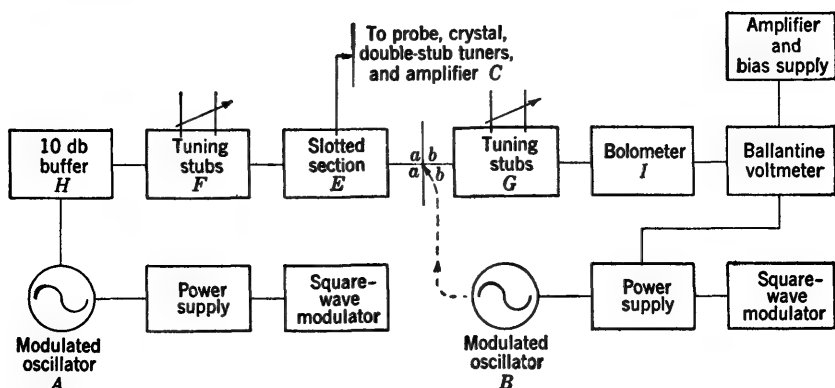 To probe, crystal,
double-stub tuners,
and amplifier C
Amplifier
and
bias supply
10 db
buffer
H
Tuning
stubs
F
Slotted
section
E
a b
a b
Tuning
stubs
G
Bolometer
I
Ballantine
voltmeter
Modulated
oscillator
A
Power
supply
Square-
wave
modulator
Modulated
oscillator
B
Power
supply
Square-
wave
modulator